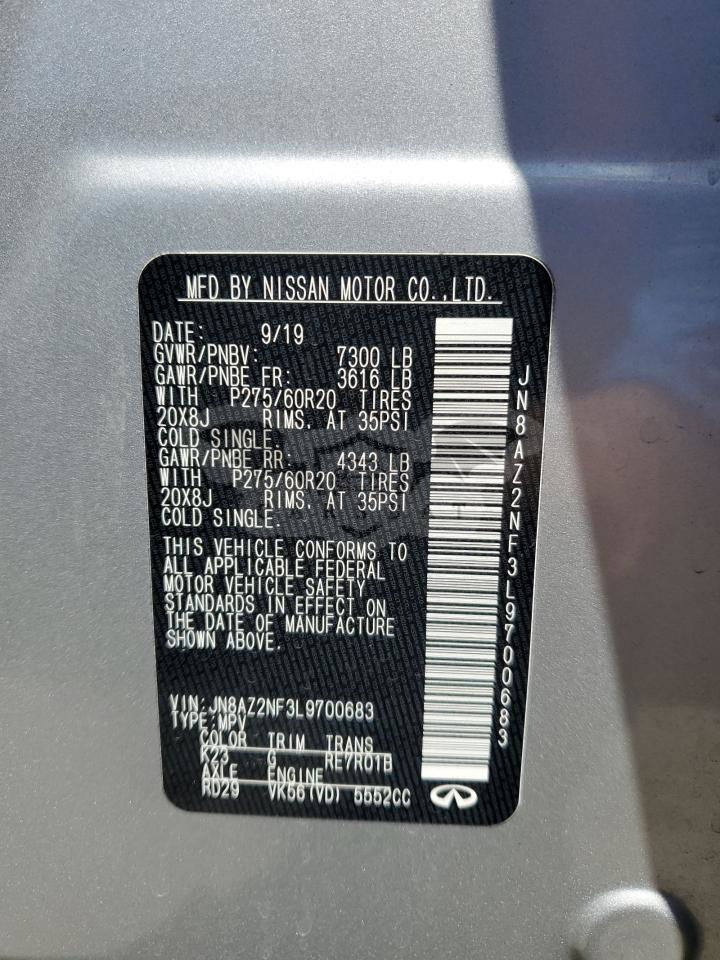 MFD BY NISSAN MOTOR CO.,LTD.
DATE: 9/19
GVWR/PNBV: 7300 LB
GAWR/PNBE FR: 3616 LB
WITH P275/60R20 TIRES
20X8J RIMS, AT 35PSI
COLD SINGLE.
GAWR/PNBE RR: 4343 LB
WITH P275/60R20 TIRES
20X8J RIMS, AT 35PSI
COLD SINGLE.
THIS VEHICLE CONFORMS TO
ALL APPLICABLE FEDERAL
MOTOR VEHICLE SAFETY
STANDARDS IN EFFECT ON
THE DATE OF MANUFACTURE
SHOWN ABOVE.
VIN: JN8AZ2NF3L9700683
TYPE: MPV
COLOR TRIM TRANS
K23 G RE7R01B
AXLE ENGINE
RD29 VK56(VD) 5552CC
JN8AZ2NF3L9700683